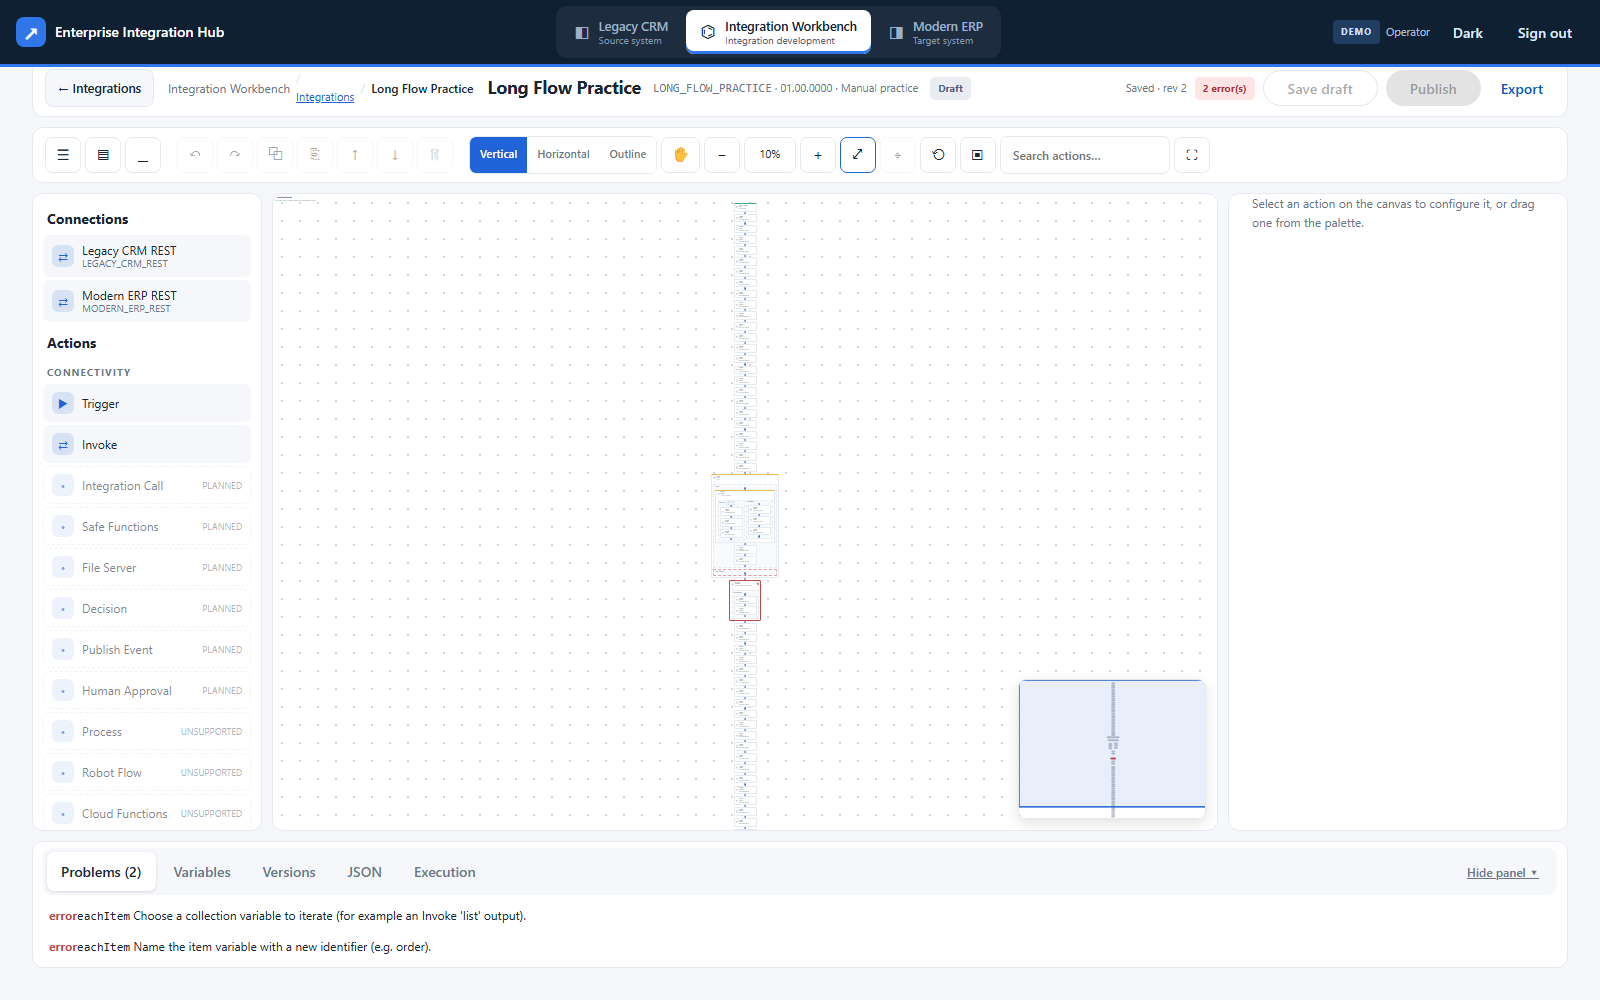 Enterprise Integration Hub
Legacy CRM
Source system
Integration Workbench
Integration development
Modern ERP
Target system
DEMO
Operator
Dark
Sign out
← Integrations
Integration Workbench
/
Integrations
/
Long Flow Practice
Long Flow Practice
LONG_FLOW_PRACTICE · 01.00.0000 · Manual practice
Draft
Saved · rev 2
2 error(s)
Save draft
Publish
Export
Vertical
Horizontal
Outline
10%
Search actions...
Connections
Legacy CRM REST
LEGACY_CRM_REST
Modern ERP REST
MODERN_ERP_REST
Actions
CONNECTIVITY
Trigger
Invoke
Integration Call PLANNED
Safe Functions PLANNED
File Server PLANNED
Decision PLANNED
Publish Event PLANNED
Human Approval PLANNED
Process UNSUPPORTED
Robot Flow UNSUPPORTED
Cloud Functions UNSUPPORTED
Select an action on the canvas to configure it, or drag
one from the palette.
Problems (2)
Variables
Versions
JSON
Execution
Hide panel ▾
erroreachItem Choose a collection variable to iterate (for example an Invoke 'list' output).
erroreachItem Name the item variable with a new identifier (e.g. order).